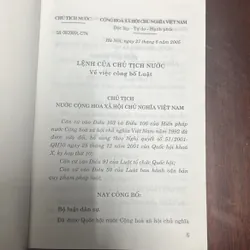 CHỦ TỊCH NƯỚC
CỘNG HOÀ XÃ HỘI CHỦ NGHĨA VIỆT NAM
Độc lập - Tự do - Hạnh phúc
Hà Nội, ngày 27 tháng 6 năm 2005
LỆNH CỦA CHỦ TỊCH NƯỚC
Về việc công bố Luật
CHỦ TỊCH
NƯỚC CỘNG HOÀ XÃ HỘI CHỦ NGHĨA VIỆT NAM
Căn cứ vào Điều 103 và Điều 106 của Hiến pháp
nước Cộng hoà xã hội chủ nghĩa Việt Nam năm 1992 đã
được sửa đổi, bổ sung theo Nghị quyết số 51/2001/
QH10 ngày 25 tháng 12 năm 2001 của Quốc hội khoá
X, kỳ họp thứ 10;
Căn cứ vào Điều 91 của Luật tổ chức Quốc hội;
Căn cứ vào Điều 50 của Luật ban hành văn bản
quy phạm pháp luật,
NAY CÔNG BỐ:
Bộ luật dân sự
Đã được Quốc hội nước Cộng hoà xã hội chủ nghĩa